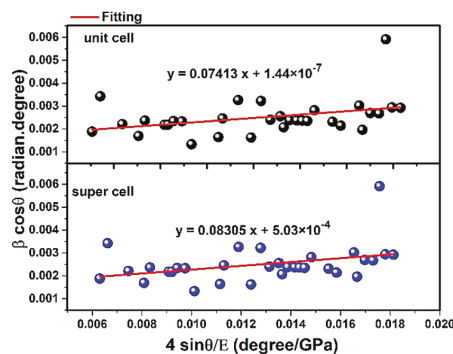 Fitting
unit cell
y = 0.07413 x + 1.44×10⁻⁷
0.006
0.005
0.004
0.003
0.002
0.001
β cosθ (radian.degree)
super cell
y = 0.08305 x + 5.03×10⁻⁴
0.006
0.005
0.004
0.003
0.002
0.001
0.006 0.008 0.010 0.012 0.014 0.016 0.018 0.020
4 sinθ/E (degree/GPa)